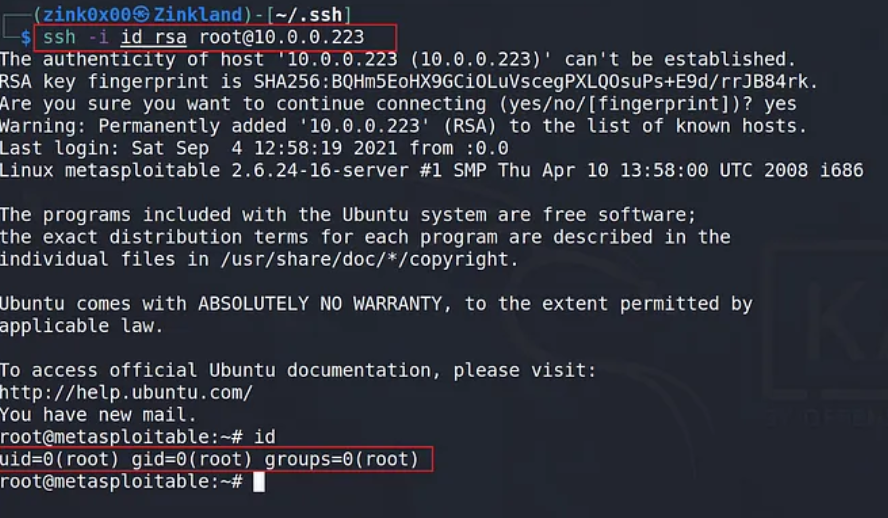 (zink0x00㉿Zinkland)-[~/.ssh]
$ ssh -i id_rsa root@10.0.0.223
The authenticity of host '10.0.0.223 (10.0.0.223)' can't be established.
RSA key fingerprint is SHA256:BQHm5EoHX9GCiOLuVscegPXLQOsuPs+E9d/rrJB84rk.
Are you sure you want to continue connecting (yes/no/[fingerprint])? yes
Warning: Permanently added '10.0.0.223' (RSA) to the list of known hosts.
Last login: Sat Sep  4 12:58:19 2021 from :0.0
Linux metasploitable 2.6.24-16-server #1 SMP Thu Apr 10 13:58:00 UTC 2008 i686
The programs included with the Ubuntu system are free software;
the exact distribution terms for each program are described in the
individual files in /usr/share/doc/*/copyright.
Ubuntu comes with ABSOLUTELY NO WARRANTY, to the extent permitted by
applicable law.
To access official Ubuntu documentation, please visit:
http://help.ubuntu.com/
You have new mail.
root@metasploitable:~# id
uid=0(root) gid=0(root) groups=0(root)
root@metasploitable:~#